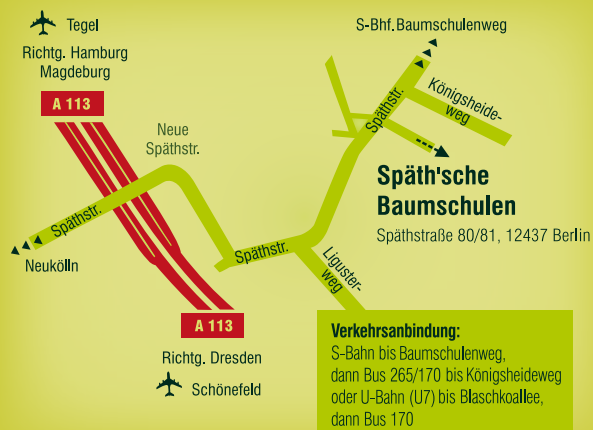 Tegel
Richtg. Hamburg
Magdeburg
A 113
Neue
Späthstr.
Späthstr.
Neukölln
A 113
Richtg. Dresden
Schönefeld
Späthstr.
Liguster-
weg
S-Bhf. Baumschulenweg
Späthstr.
Königsheide-
weg
Späth'sche
Baumschulen
Späthstraße 80/81, 12437 Berlin
Verkehrsanbindung:
S-Bahn bis Baumschulenweg,
dann Bus 265/170 bis Königsheideweg
oder U-Bahn (U7) bis Blaschkoallee,
dann Bus 170